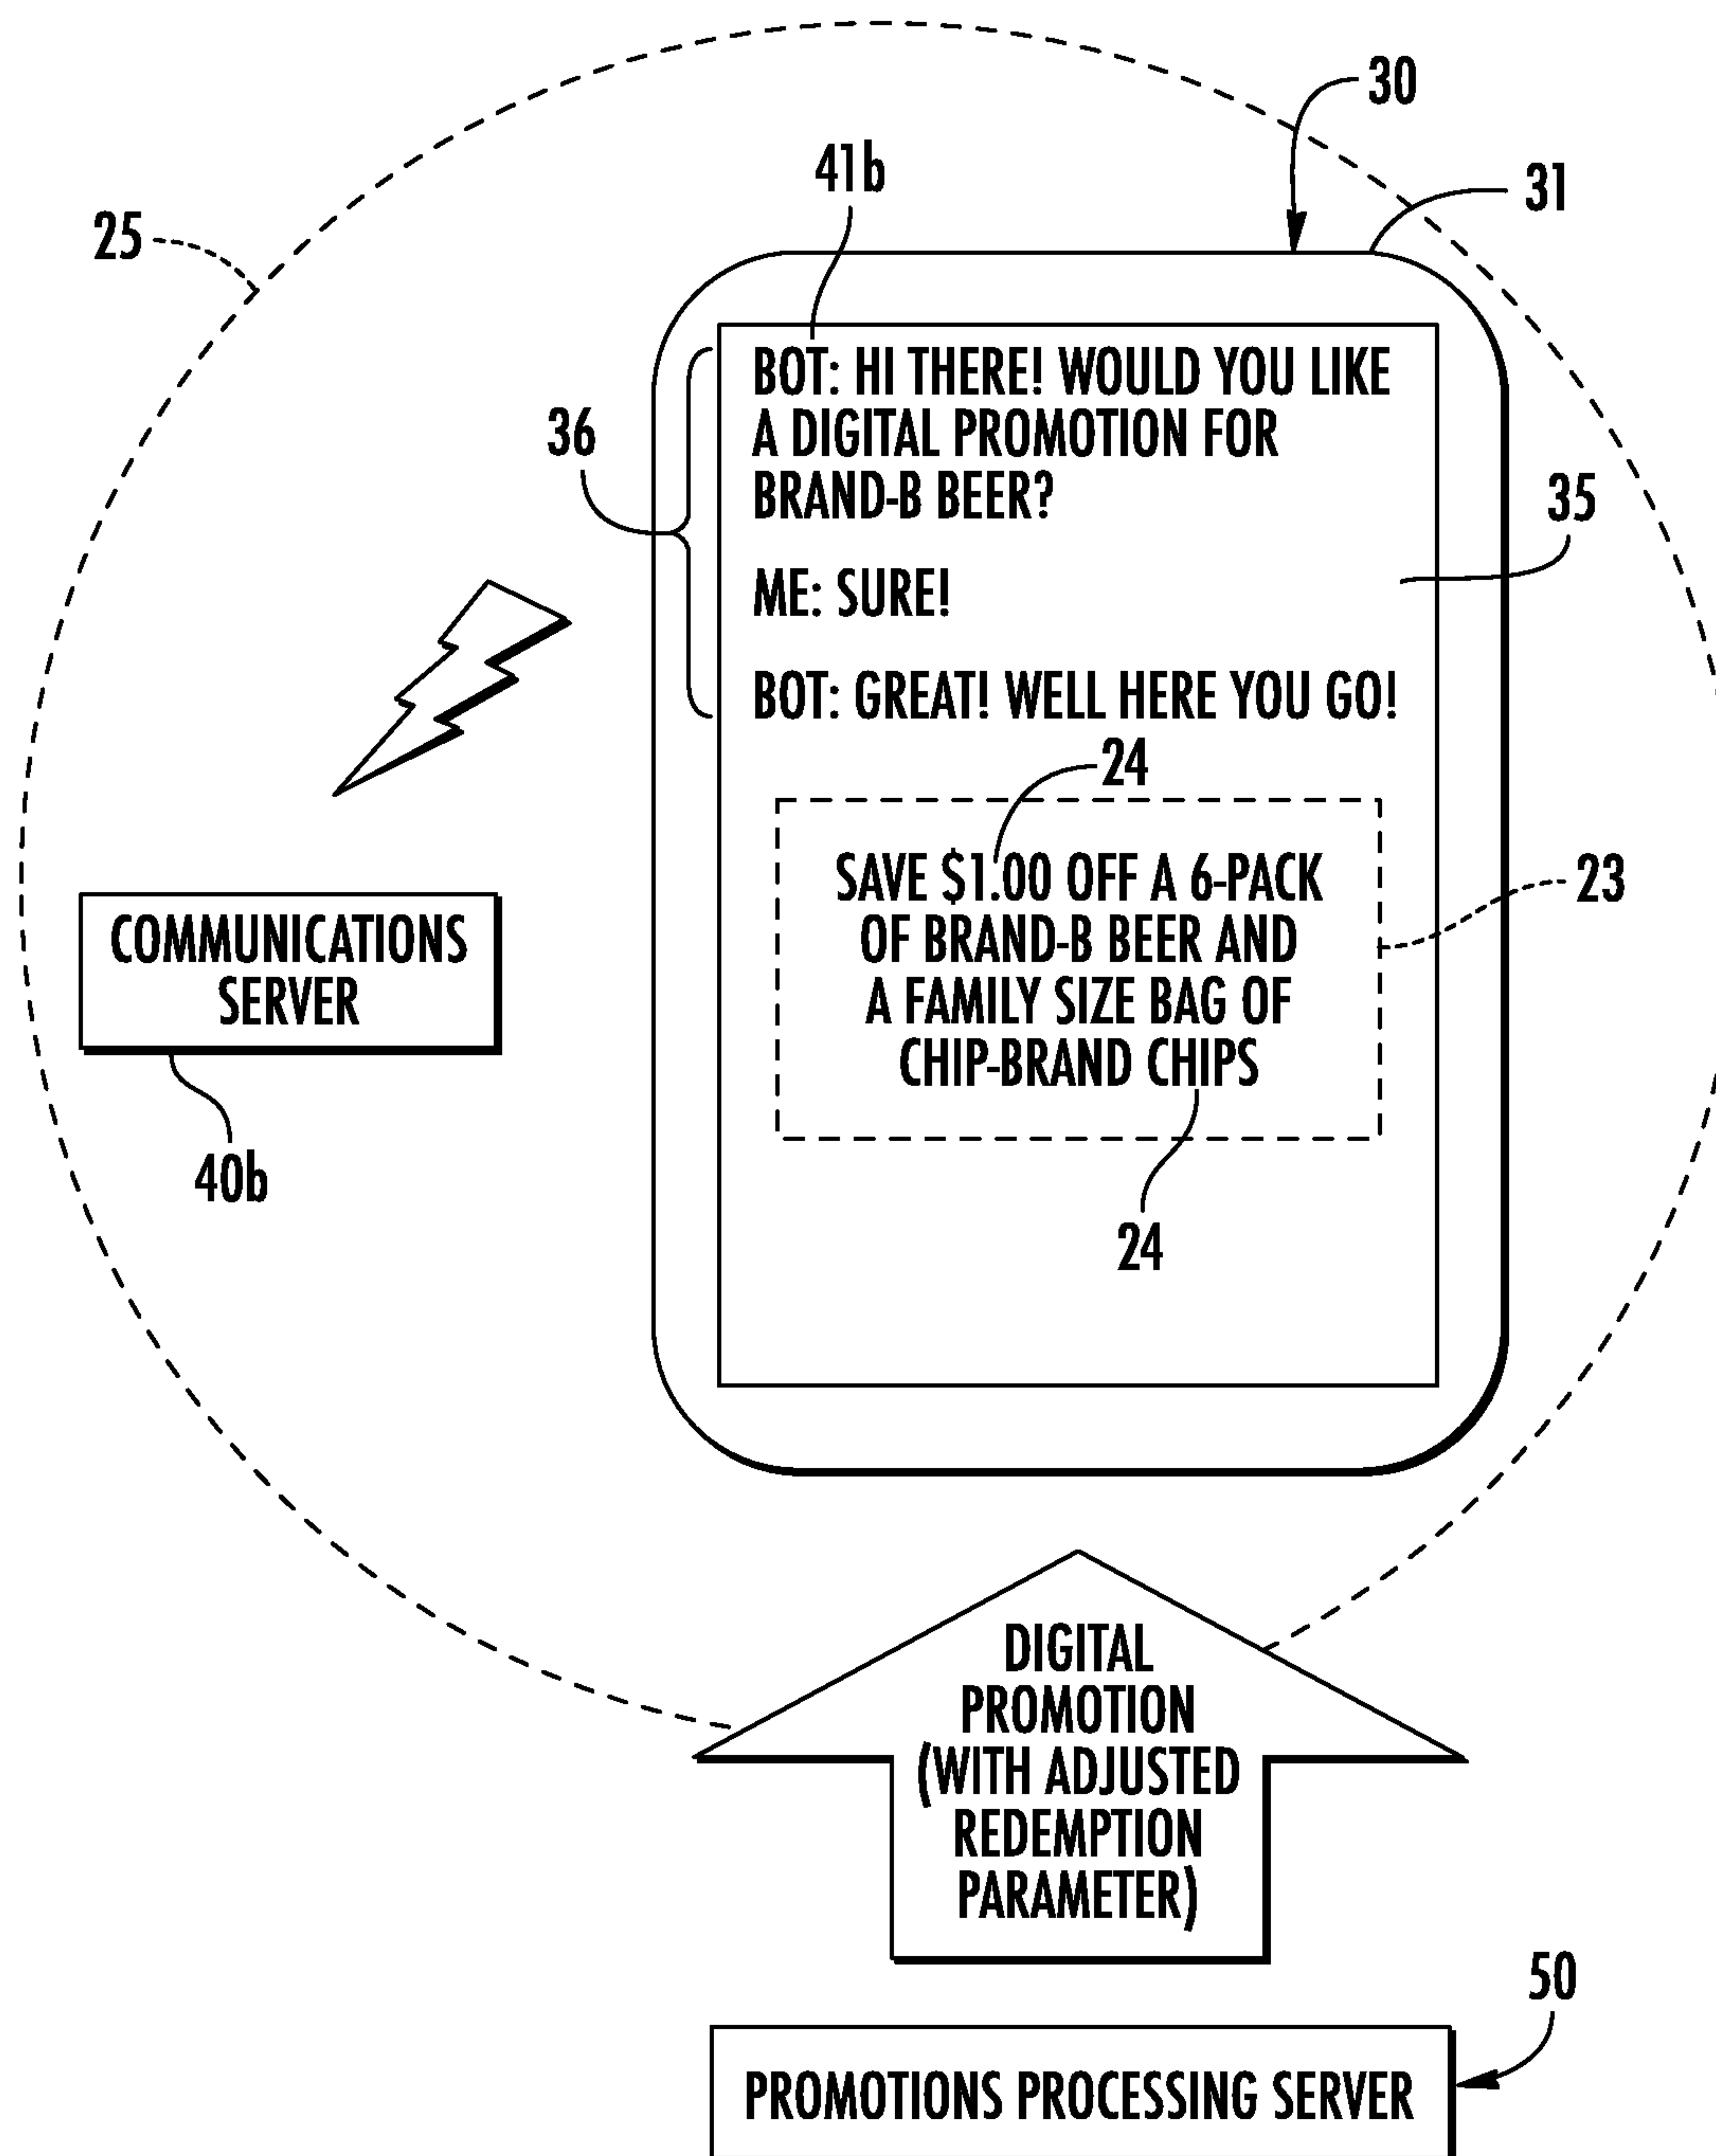 30
41b
31
25
BOT: HI THERE! WOULD YOU LIKE
A DIGITAL PROMOTION FOR
BRAND-B BEER?
36
35
ME: SURE!
BOT: GREAT! WELL HERE YOU GO!
24
SAVE $1.00 OFF A 6-PACK
OF BRAND-B BEER AND
A FAMILY SIZE BAG OF
CHIP-BRAND CHIPS
23
COMMUNICATIONS
SERVER
40b
24
DIGITAL
PROMOTION
(WITH ADJUSTED
REDEMPTION
PARAMETER)
50
PROMOTIONS PROCESSING SERVER